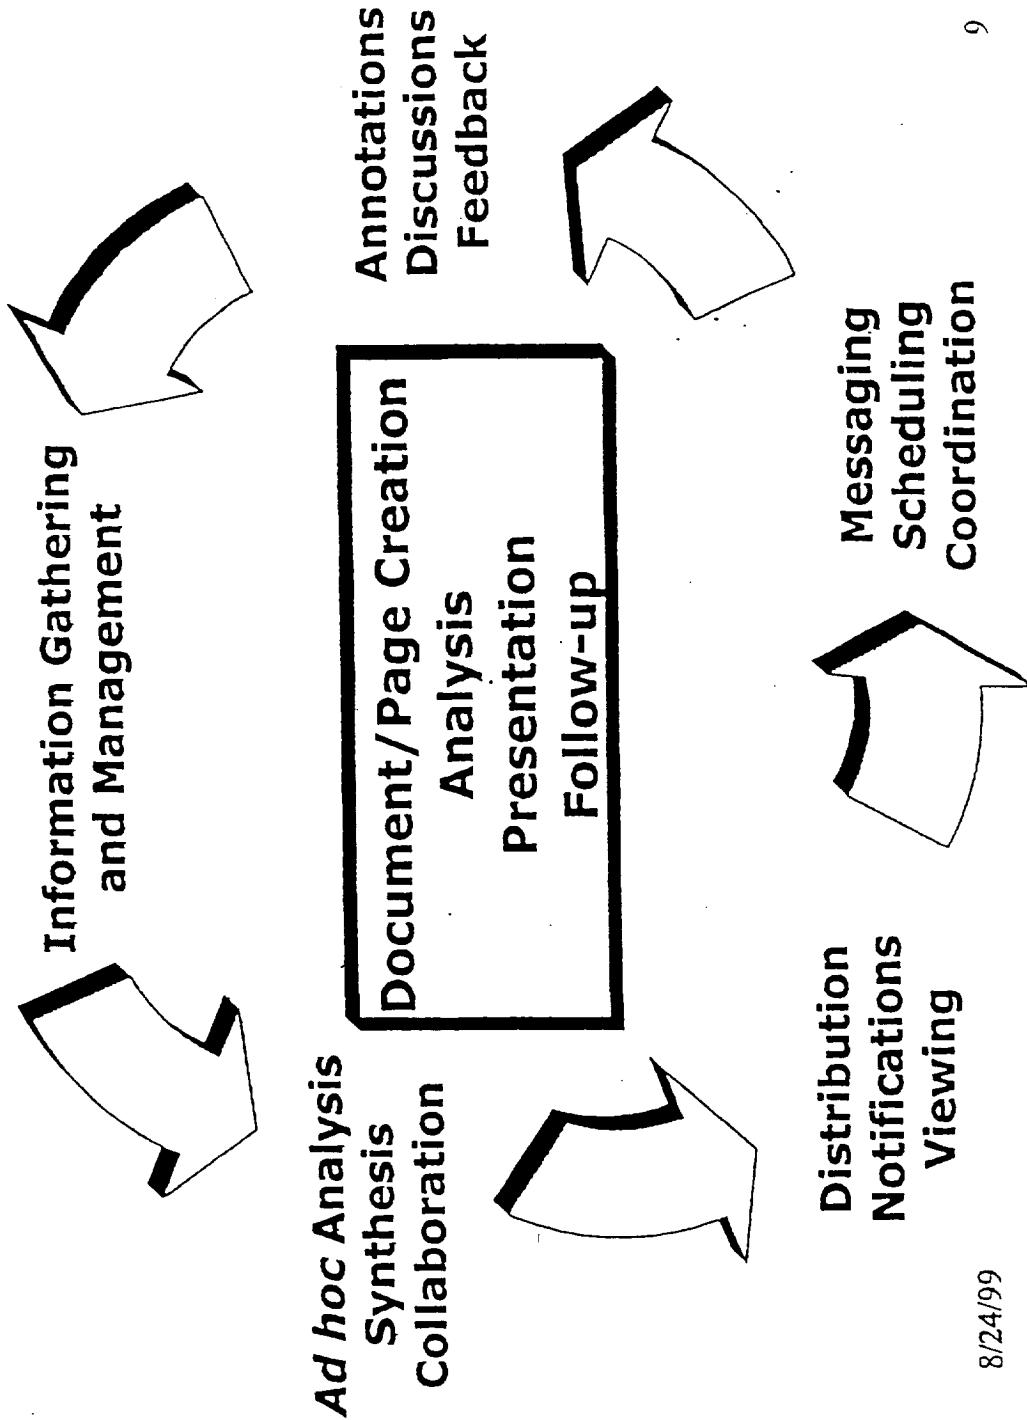 Information Gathering
and Management
Ad hoc Analysis
Synthesis
Collaboration
Document/Page Creation
Analysis
Presentation
Follow-up
Annotations
Discussions
Feedback
Distribution
Notifications
Viewing
Messaging
Scheduling
Coordination
8/24/99
9